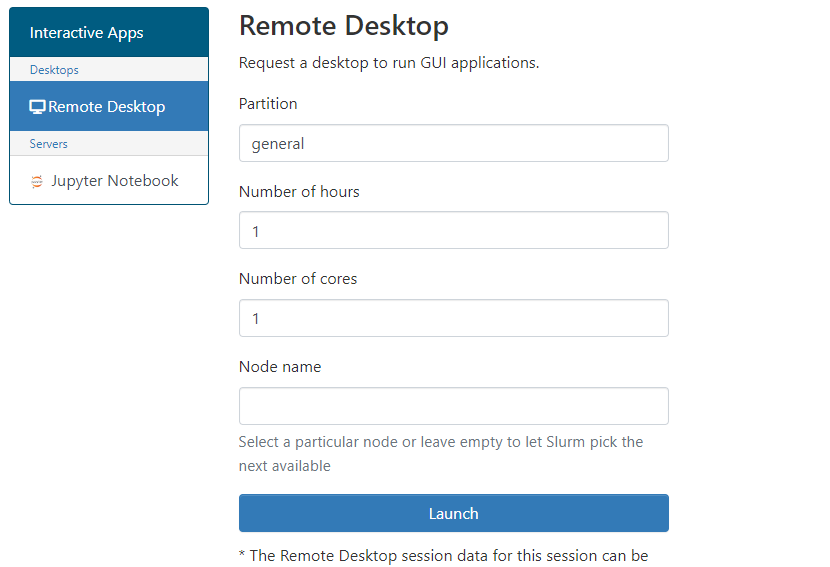 Interactive Apps
Desktops
Remote Desktop
Servers
Jupyter Notebook
Remote Desktop
Request a desktop to run GUI applications.
Partition
general
Number of hours
1
Number of cores
1
Node name
Select a particular node or leave empty to let Slurm pick the
next available
Launch
* The Remote Desktop session data for this session can be